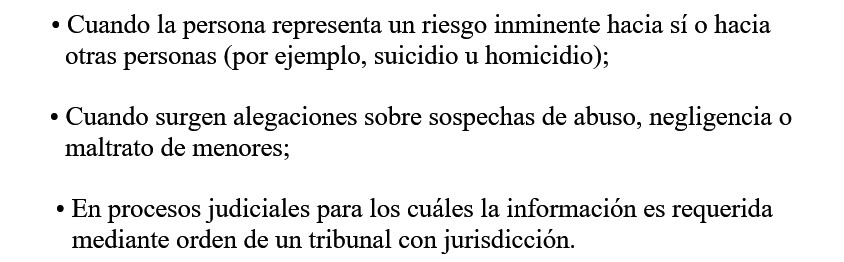 • Cuando la persona representa un riesgo inminente hacia sí o hacia
otras personas (por ejemplo, suicidio u homicidio);
• Cuando surgen alegaciones sobre sospechas de abuso, negligencia o
maltrato de menores;
• En procesos judiciales para los cuáles la información es requerida
mediante orden de un tribunal con jurisdicción.